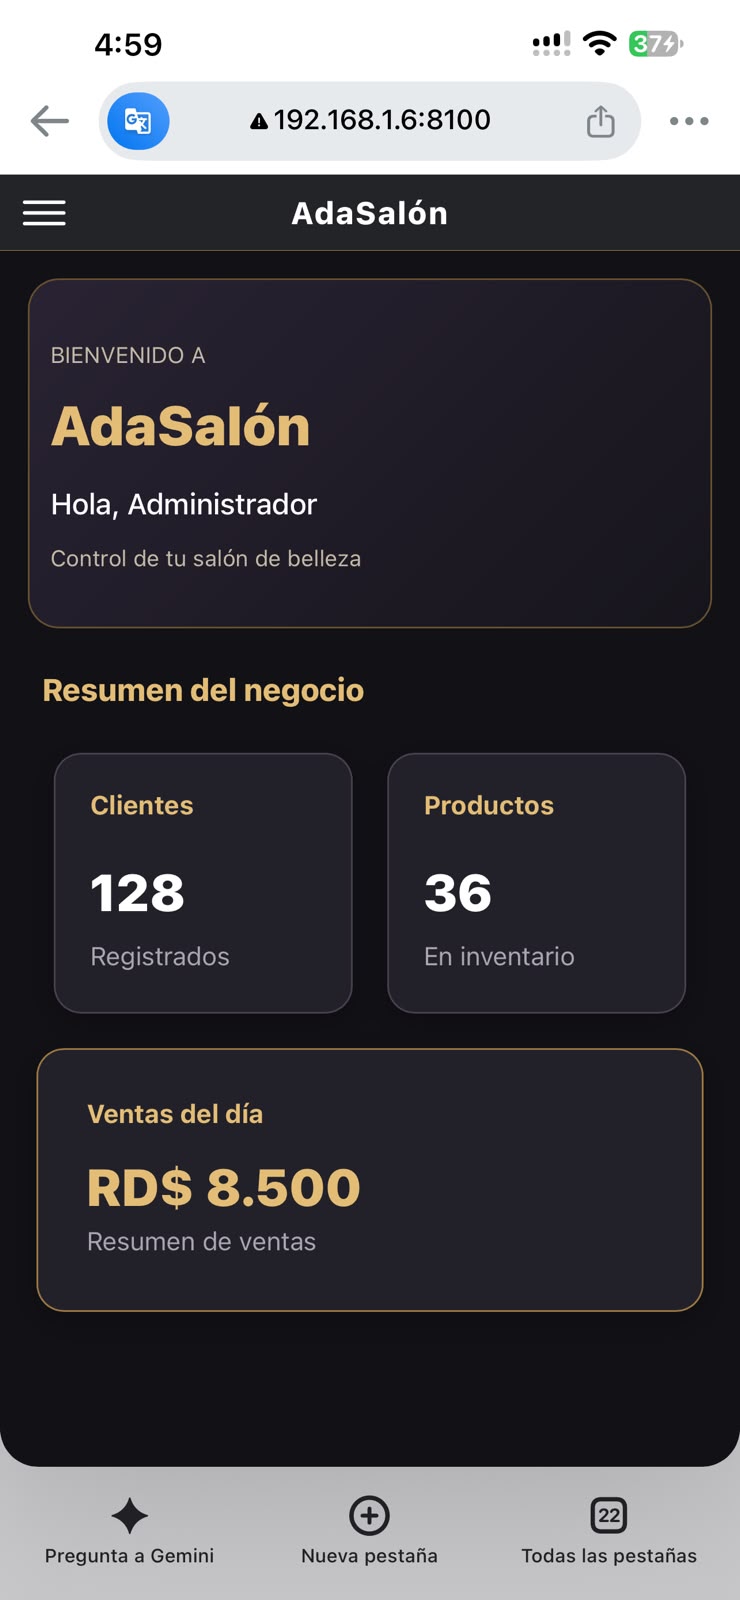 4:59
37
192.168.1.6:8100
AdaSalón
BIENVENIDO A
AdaSalón
Hola, Administrador
Control de tu salón de belleza
Resumen del negocio
Clientes
128
Registrados
Productos
36
En inventario
Ventas del día
RD$ 8.500
Resumen de ventas
Pregunta a Gemini
Nueva pestaña
22
Todas las pestañas